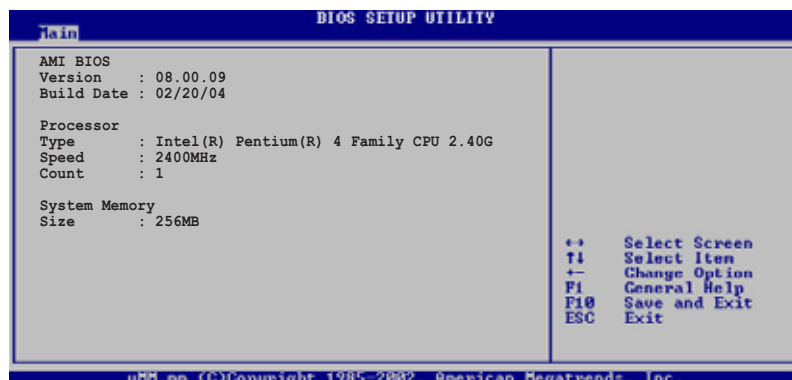 BIOS SETUP UTILITY
Main
AMI BIOS
Version : 08.00.09
Build Date : 02/20/04
Processor
Type : Intel(R) Pentium(R) 4 Family CPU 2.40G
Speed : 2400MHz
Count : 1
System Memory
Size : 256MB
↔ Select Screen
↑↓ Select Item
+- Change Option
F1 General Help
F10 Save and Exit
ESC Exit
(C)Copyright 1985-2002, American Megatrends, Inc